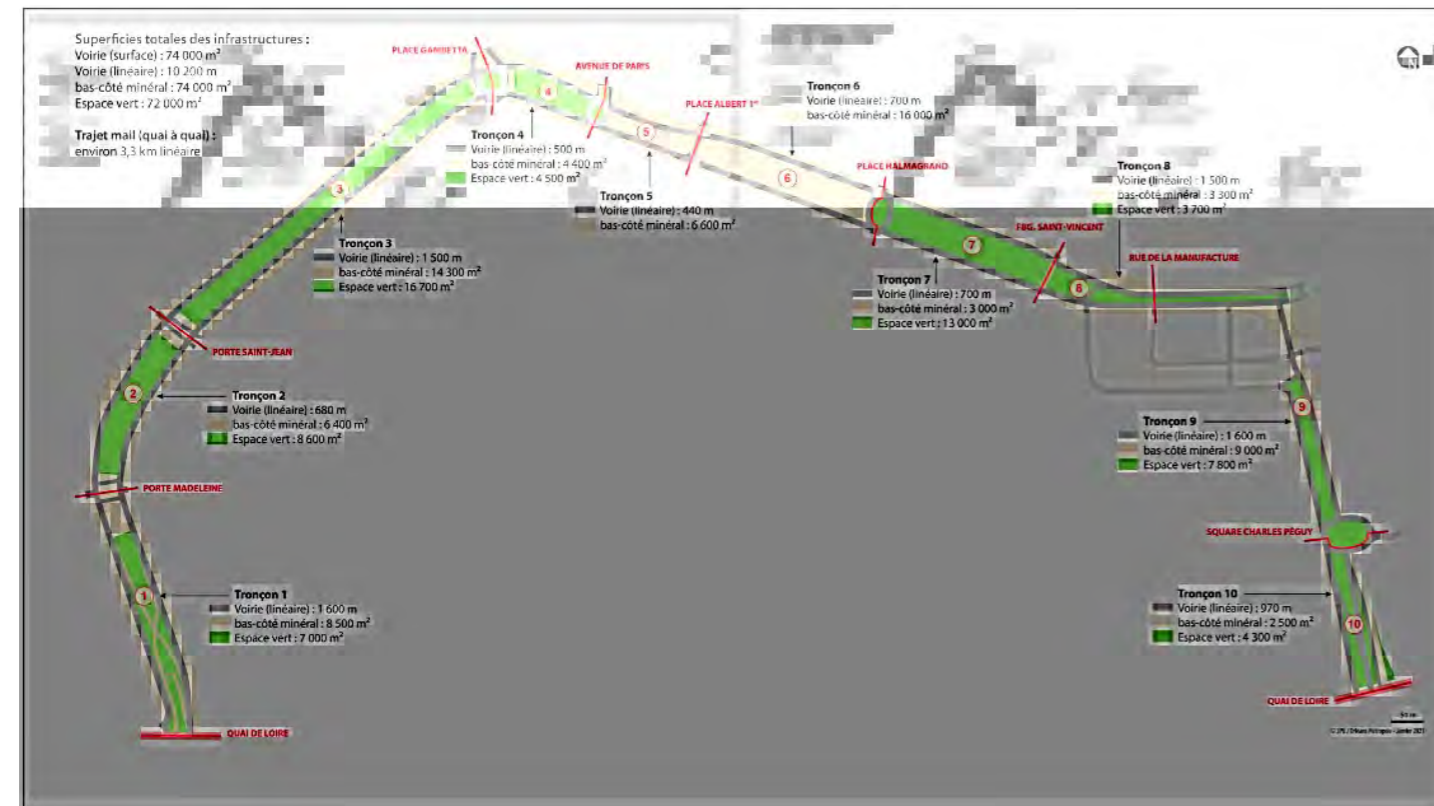 Superficies totales des infrastructures :
Voirie (surface) : 74 000 m²
Voirie (linéaire) : 10 200 m
bas-côté minéral : 74 000 m²
Espace vert : 72 000 m²
Trajet mail (quai à quai) :
environ 3,3 km linéaire
PLACE GAMBETTA
AVENUE DE PARIS
PLACE ALBERT 1er
4
5
6
3
Tronçon 6
Voirie (linéaire) : 700 m
bas-côté minéral : 16 000 m²
Tronçon 4
Voirie (linéaire) : 500 m
bas-côté minéral : 4 400 m²
Espace vert : 4 500 m²
Tronçon 5
Voirie (linéaire) : 440 m
bas-côté minéral : 6 600 m²
PLACE HALMAGRAND
Tronçon 8
Voirie (linéaire) : 1 500 m
bas-côté minéral : 3 300 m²
Espace vert : 3 700 m²
Tronçon 3
Voirie (linéaire) : 1 500 m
bas-côté minéral : 14 300 m²
Espace vert : 16 700 m²
7
FBG. SAINT-VINCENT
RUE DE LA MANUFACTURE
8
Tronçon 7
Voirie (linéaire) : 700 m
bas-côté minéral : 3 000 m²
Espace vert : 13 000 m²
PORTE SAINT-JEAN
2
Tronçon 2
Voirie (linéaire) : 680 m
bas-côté minéral : 6 400 m²
Espace vert : 8 600 m²
9
Tronçon 9
Voirie (linéaire) : 1 600 m
bas-côté minéral : 9 000 m²
Espace vert : 7 800 m²
PORTE MADELEINE
SQUARE CHARLES PÉGUY
1
Tronçon 1
Voirie (linéaire) : 1 600 m
bas-côté minéral : 8 500 m²
Espace vert : 7 000 m²
Tronçon 10
Voirie (linéaire) : 970 m
bas-côté minéral : 2 500 m²
Espace vert : 4 300 m²
10
QUAI DE LOIRE
QUAI DE LOIRE